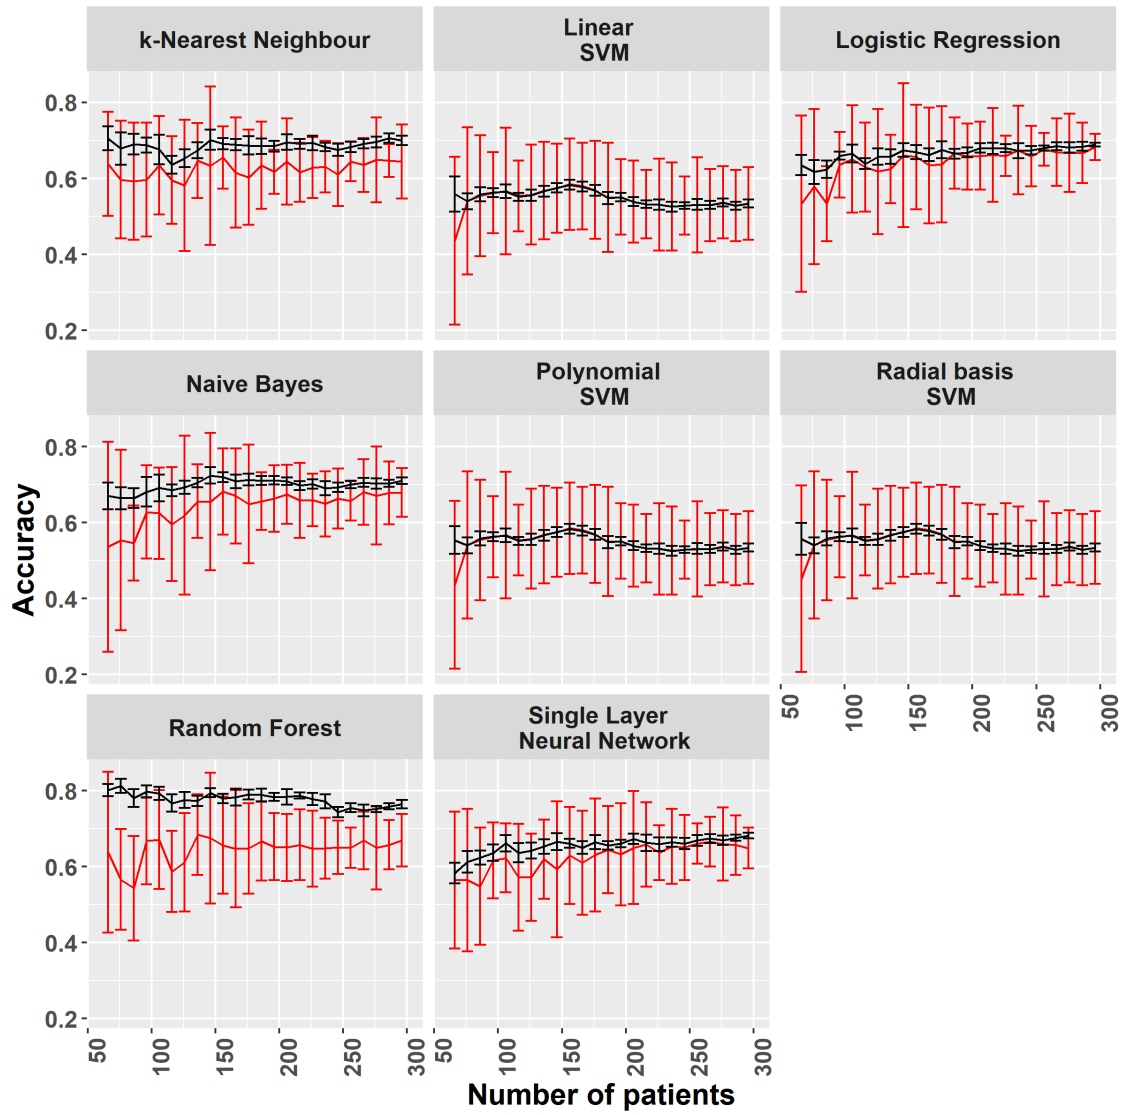 k-Nearest Neighbour
Linear
SVM
Logistic Regression
0.8
0.6
0.4
0.2
Naive Bayes
Polynomial
SVM
Radial basis
SVM
0.8
0.6
0.4
0.2
Accuracy
50
100
150
200
250
300
Random Forest
Single Layer
Neural Network
0.8
0.6
0.4
0.2
50
100
150
200
250
300
50
100
150
200
250
300
Number of patients